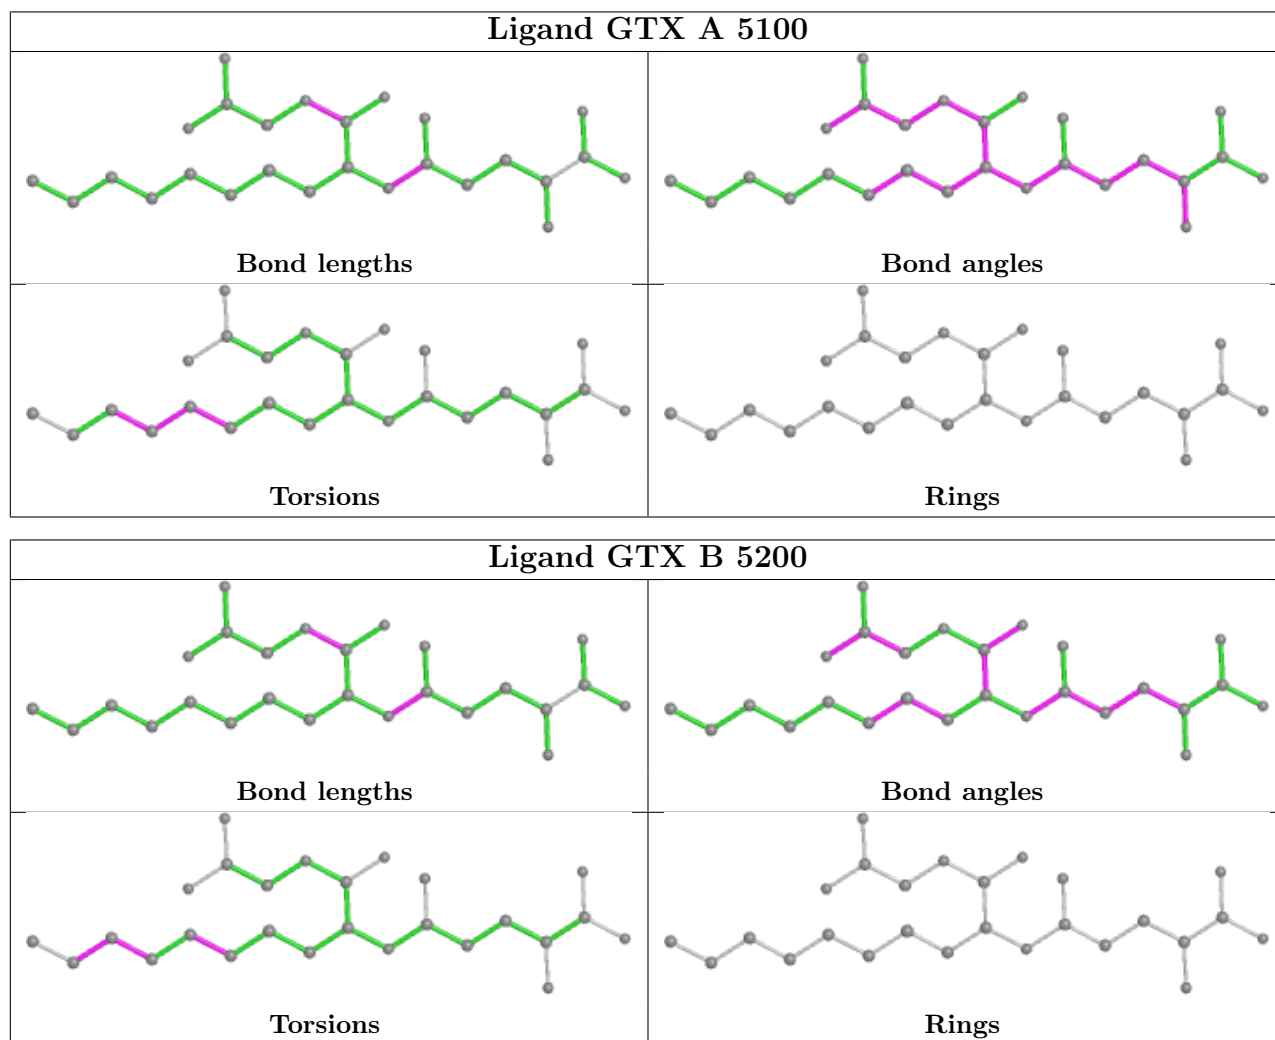 Ligand GTX A 5100
Bond lengths
Bond angles
Torsions
Rings
Ligand GTX B 5200
Bond lengths
Bond angles
Torsions
Rings